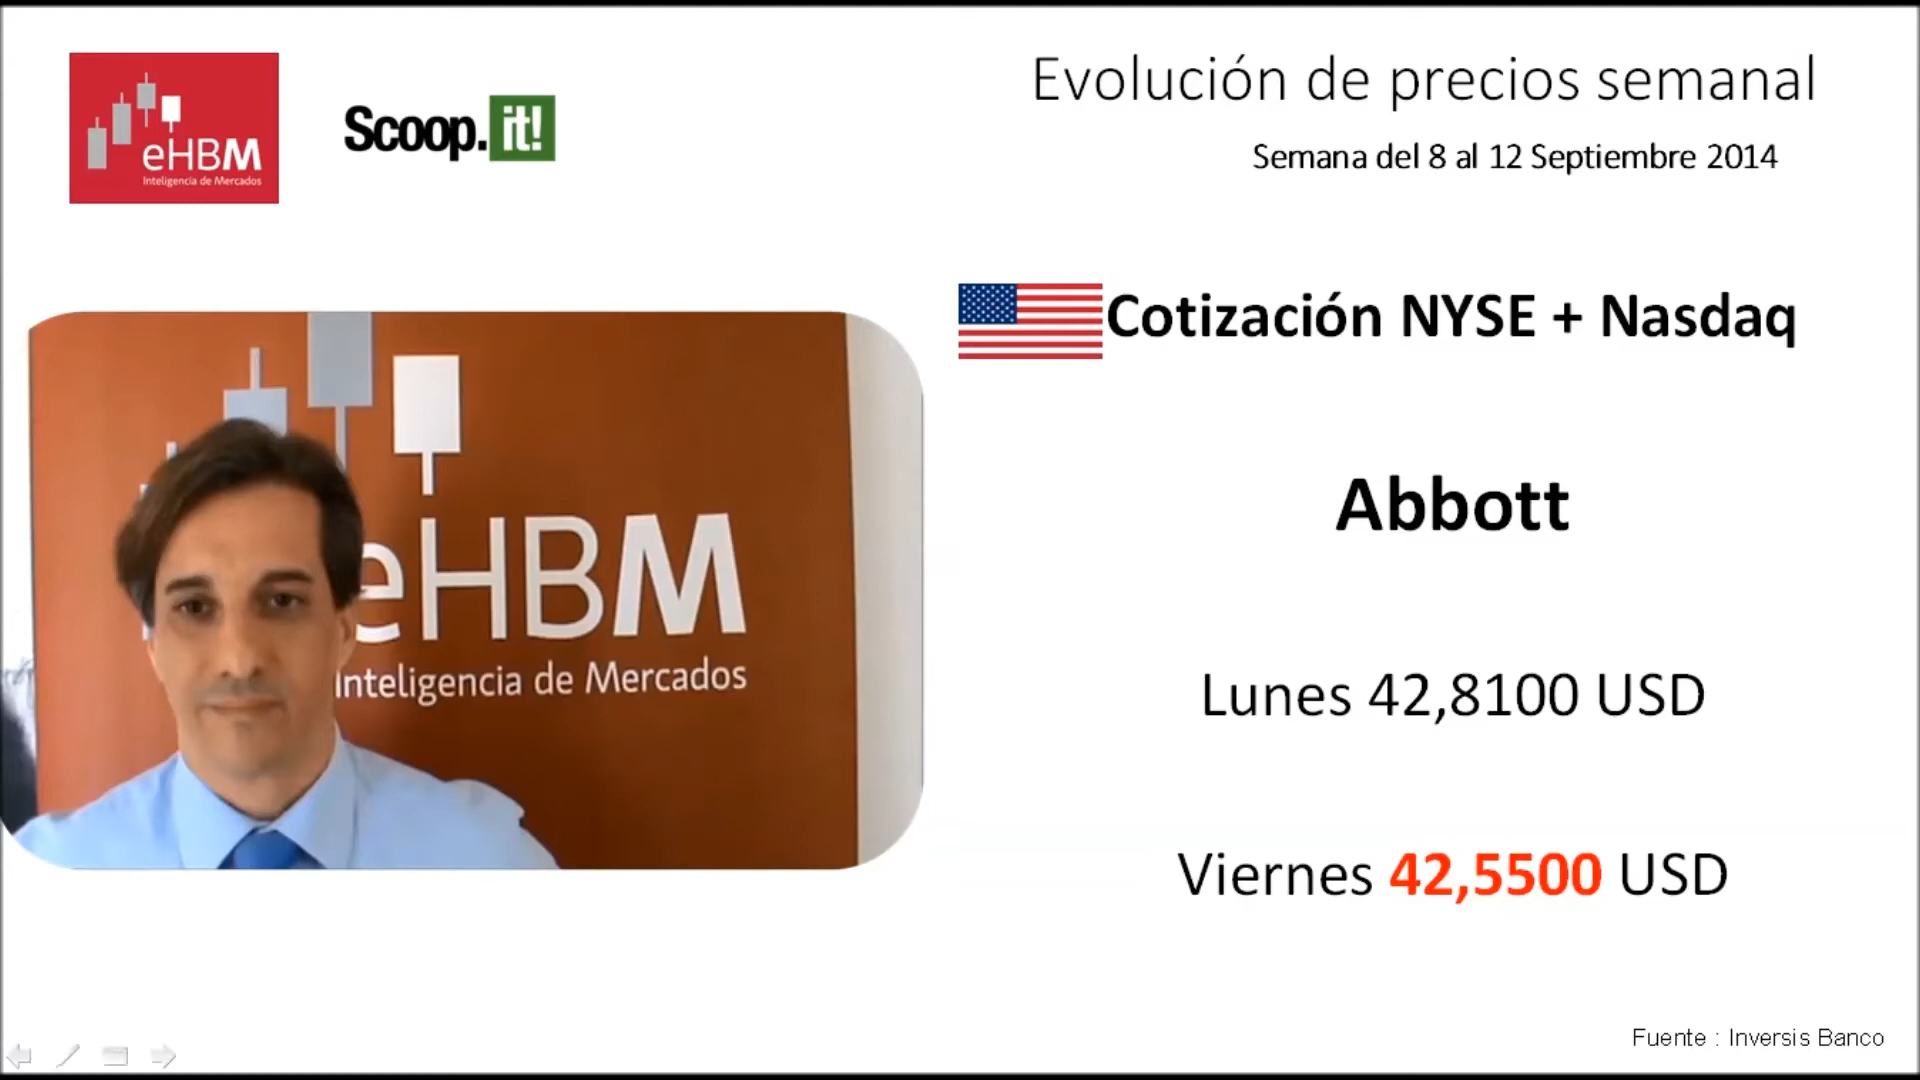 eHBM
Inteligencia de Mercados
Scoop.it!
Evolución de precios semanal
Semana del 8 al 12 Septiembre 2014
Cotización NYSE + Nasdaq
eHBM
Inteligencia de Mercados
Abbott
Lunes 42,8100 USD
Viernes 42,5500 USD
Fuente : Inversis Banco